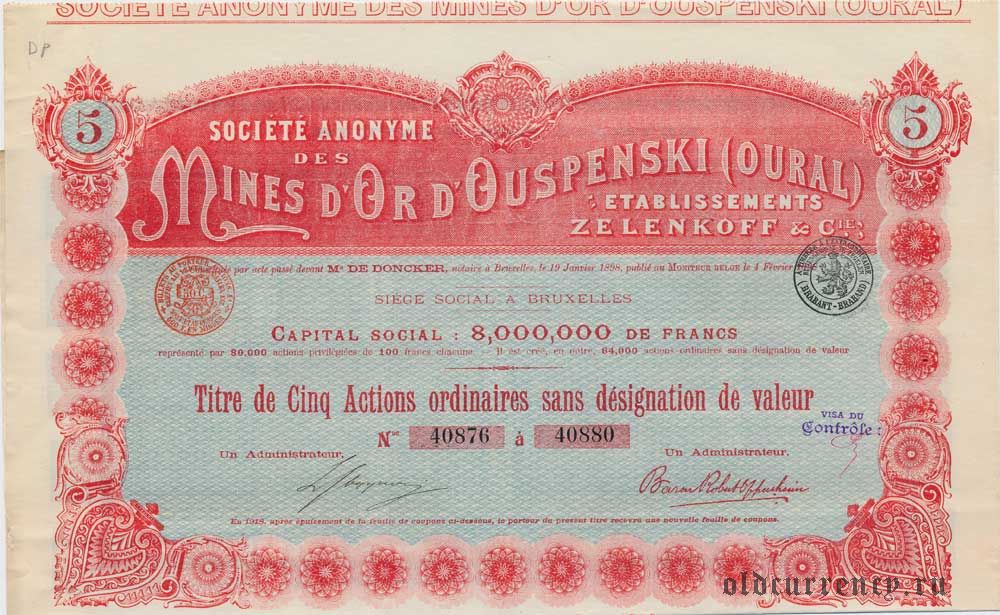 SOCIÉTÉ ANONYME DES MINES D'OR D'OUSPENSKI (OURAL)
DP
5
5
SOCIÉTÉ ANONYME
DES
MINES D'OR D'OUSPENSKI (OURAL)
ETABLISSEMENTS
ZELENKOFF & CIE
par acte passé devant Me DE DONCKER, notaire à Bruxelles, le 19 Janvier 1898, publié au MONITEUR BELGE le 4 Février
(BRABANT-BRABAND)
SIÈGE SOCIAL A BRUXELLES
CAPITAL SOCIAL : 8,000,000 DE FRANCS
représenté par 80,000 actions privilégiées de 100 francs chacune. — Il est créé, en outre, 64,000 actions ordinaires sans désignation de valeur
Titre de Cinq Actions ordinaires sans désignation de valeur
VISA DU
Contrôle :
Nos 40876 à 40880
Un Administrateur,
Un Administrateur,
Baron Robert Oppenheim
En 1918, après épuisement de la feuille de coupons ci-dessous, le porteur du présent titre recevra une nouvelle feuille de coupons.
oldcurrency.ru